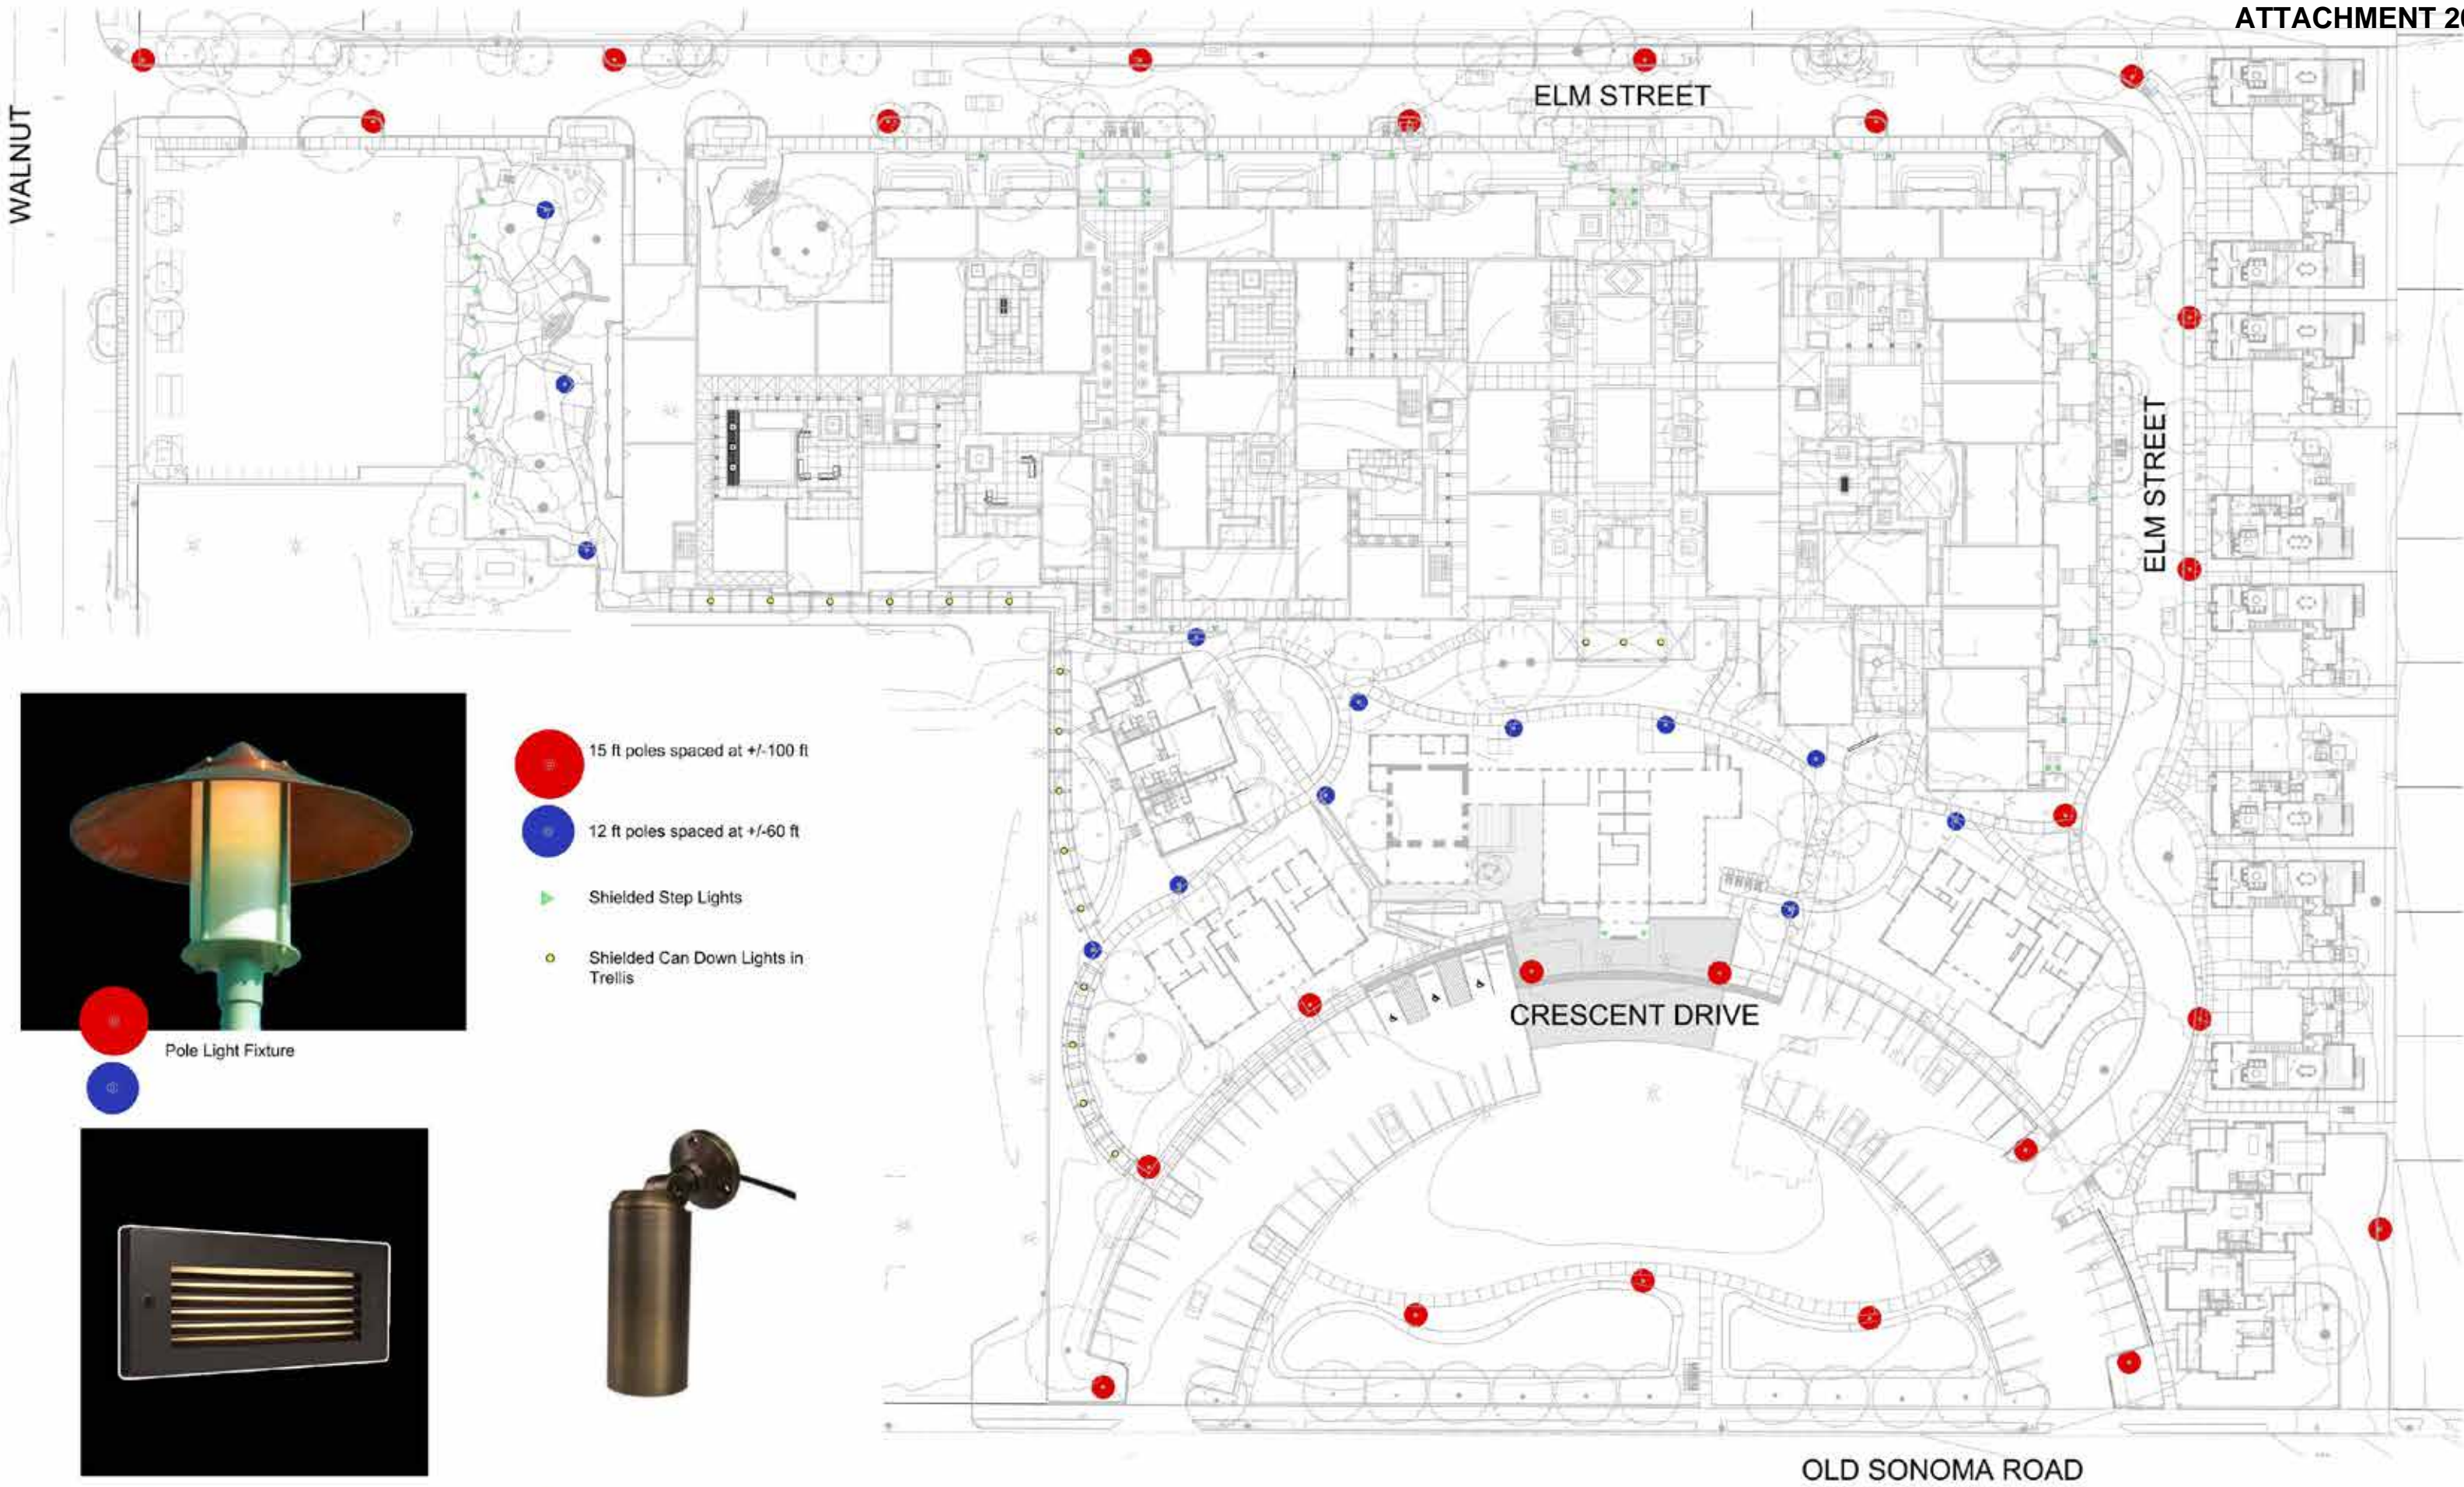 ATTACHMENT 2
WALNUT
ELM STREET
ELM STREET
15 ft poles spaced at +/-100 ft
12 ft poles spaced at +/-60 ft
Shielded Step Lights
Shielded Can Down Lights in
Trellis
Pole Light Fixture
CRESCENT DRIVE
OLD SONOMA ROAD